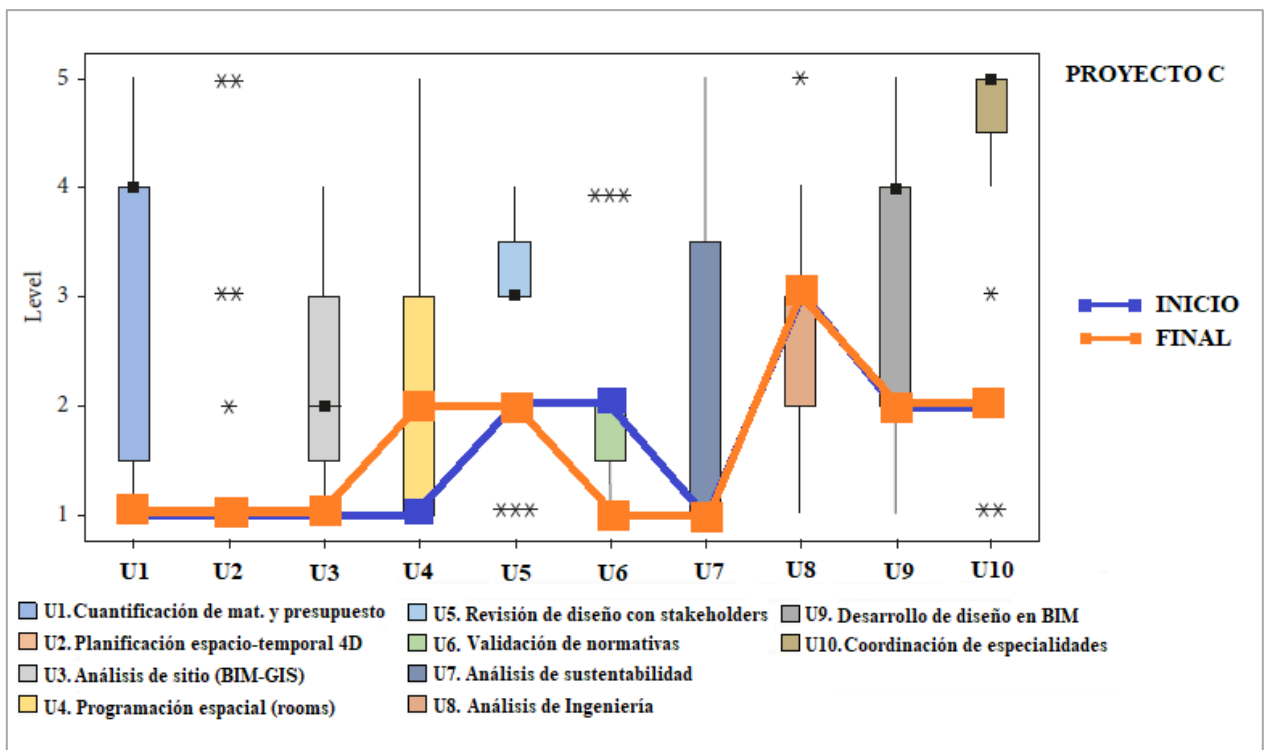 PROYECTO C
5
4
3
2
1
Level
INICIO
FINAL
U1 U2 U3 U4 U5 U6 U7 U8 U9 U10
U1. Cuantificación de mat. y presupuesto
U2. Planificación espacio-temporal 4D
U3. Análisis de sitio (BIM-GIS)
U4. Programación espacial (rooms)
U5. Revisión de diseño con stakeholders
U6. Validación de normativas
U7. Análisis de sustentabilidad
U8. Análisis de Ingeniería
U9. Desarrollo de diseño en BIM
U10. Coordinación de especialidades